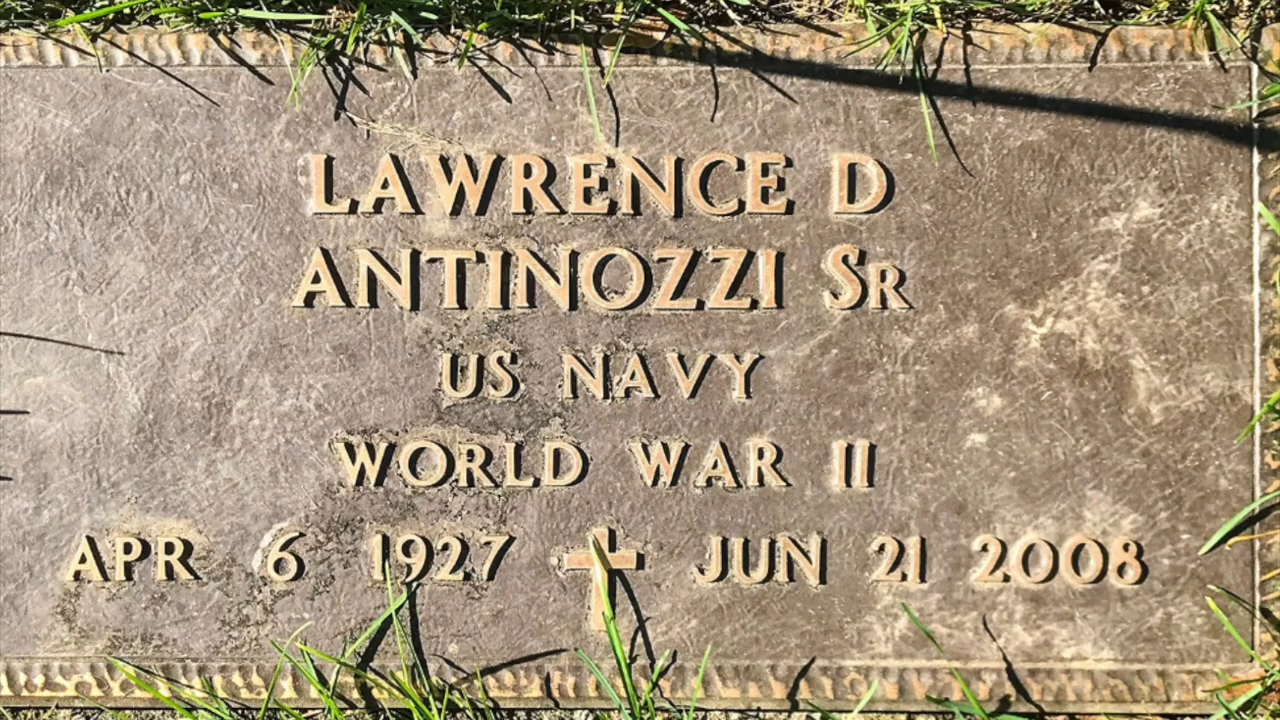 LAWRENCE D
ANTINOZZI SR
US NAVY
WORLD WAR II
APR 6 1927 JUN 21 2008